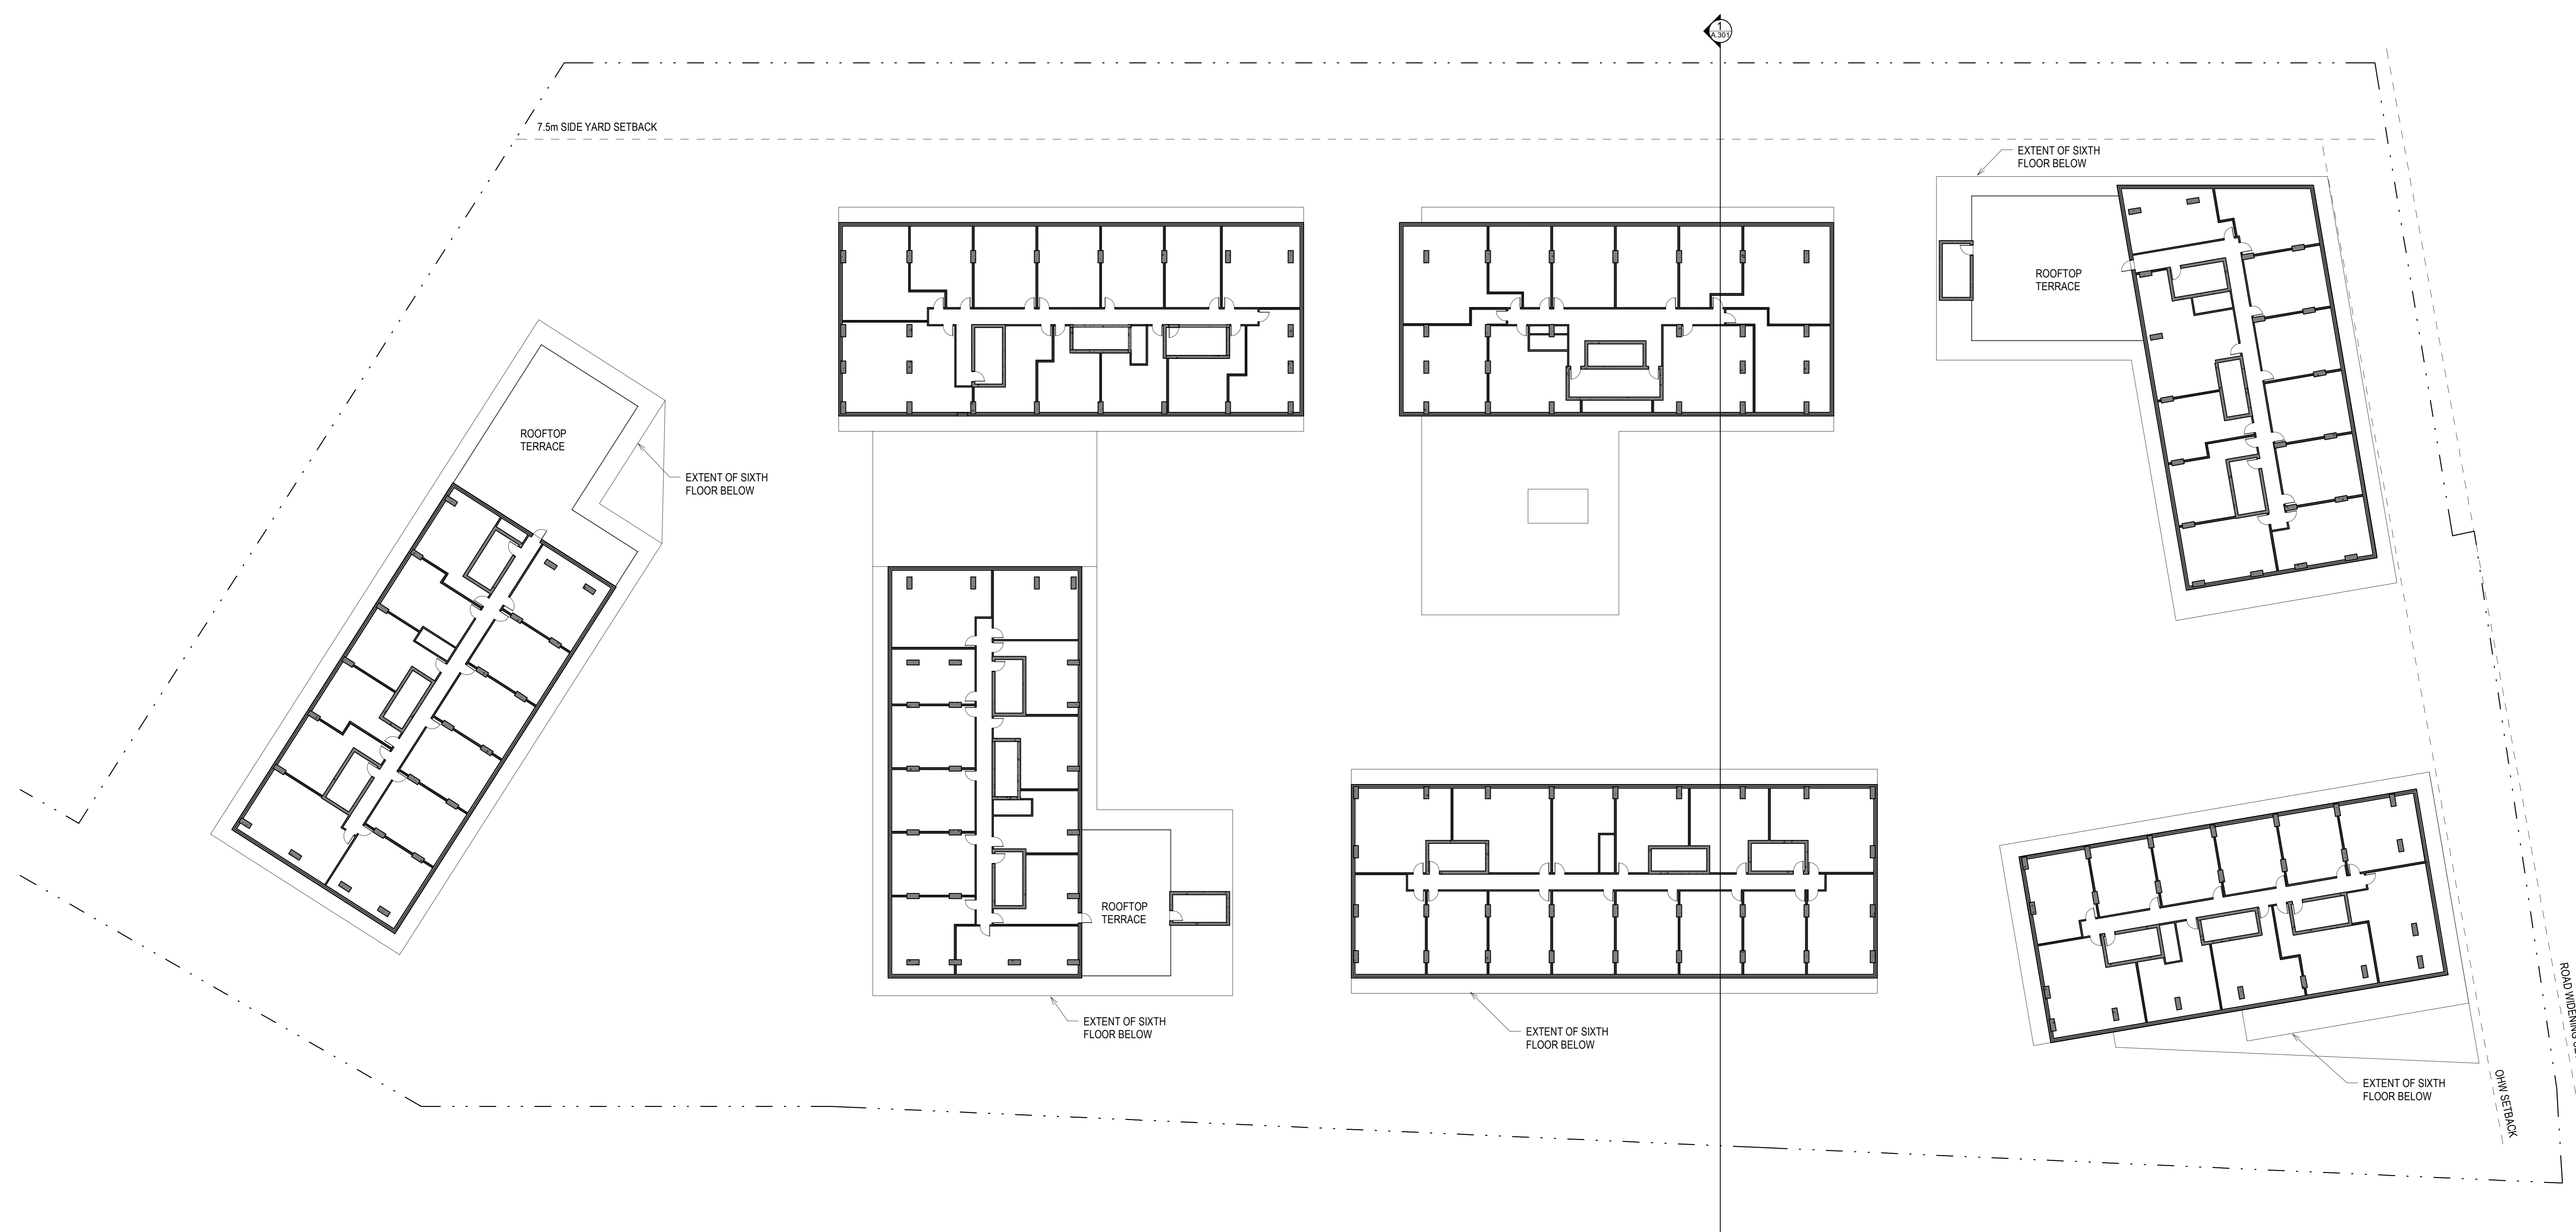 1
A.301
7.5m SIDE YARD SETBACK
EXTENT OF SIXTH
FLOOR BELOW
ROOFTOP
TERRACE
ROOFTOP
TERRACE
EXTENT OF SIXTH
FLOOR BELOW
ROOFTOP
TERRACE
EXTENT OF SIXTH
FLOOR BELOW
EXTENT OF SIXTH
FLOOR BELOW
EXTENT OF SIXTH
FLOOR BELOW
OHW SETBACK
ROAD WIDENING